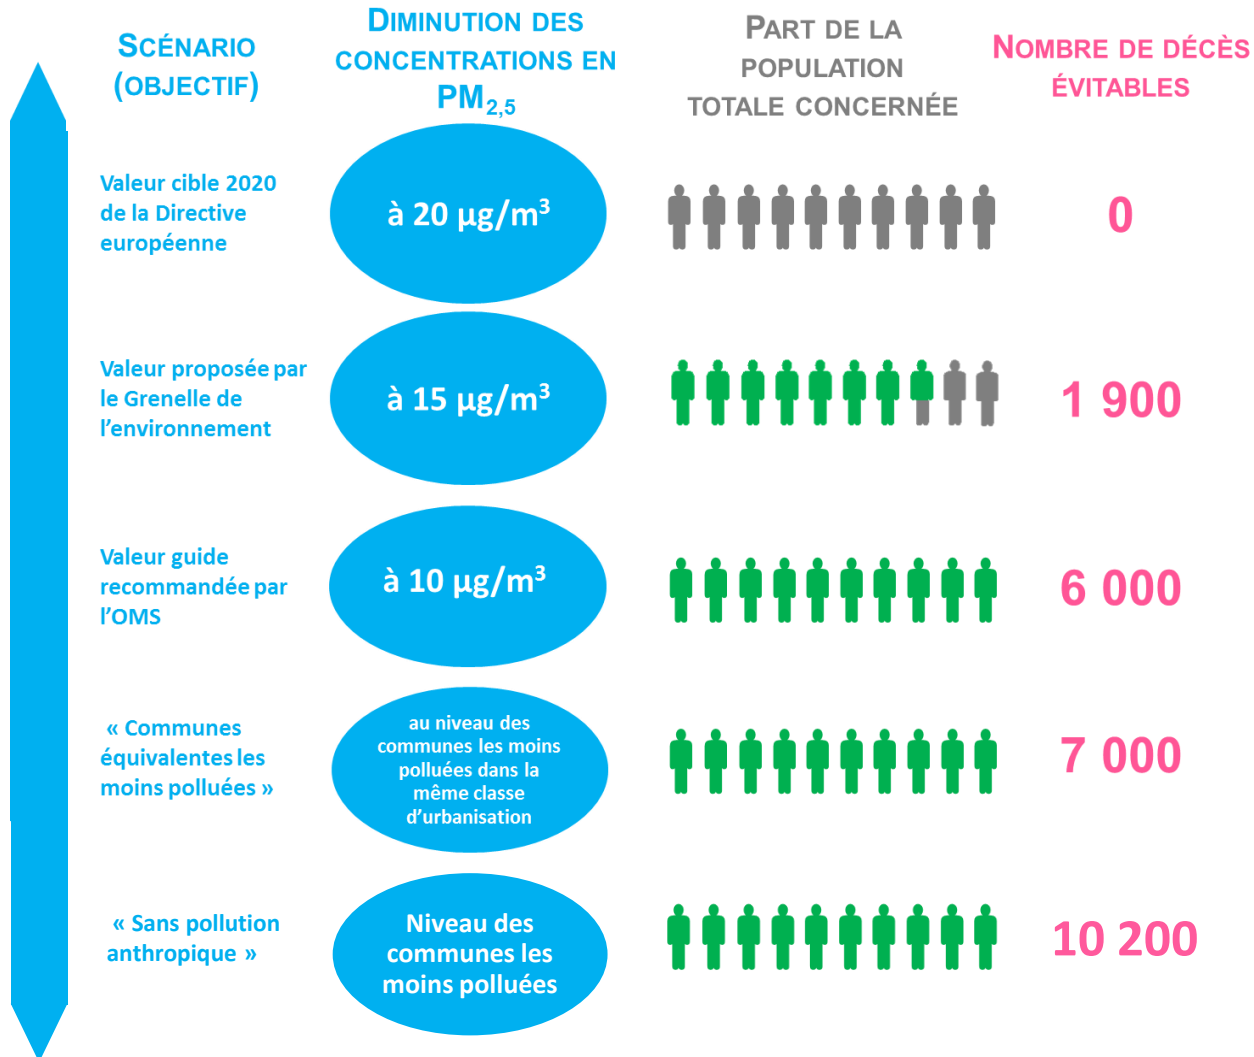 SCÉNARIO
(OBJECTIF)
DIMINUTION DES
CONCENTRATIONS EN
PM2,5
PART DE LA
POPULATION
TOTALE CONCERNÉE
NOMBRE DE DÉCÈS
ÉVITABLES
Valeur cible 2020
de la Directive
européenne
à 20 µg/m³
0
Valeur proposée par
le Grenelle de
l’environnement
à 15 µg/m³
1 900
Valeur guide
recommandée par
l’OMS
à 10 µg/m³
6 000
« Communes
équivalentes les
moins polluées »
au niveau des
communes les moins
polluées dans la
même classe
d’urbanisation
7 000
« Sans pollution
anthropique »
Niveau des
communes les
moins polluées
10 200